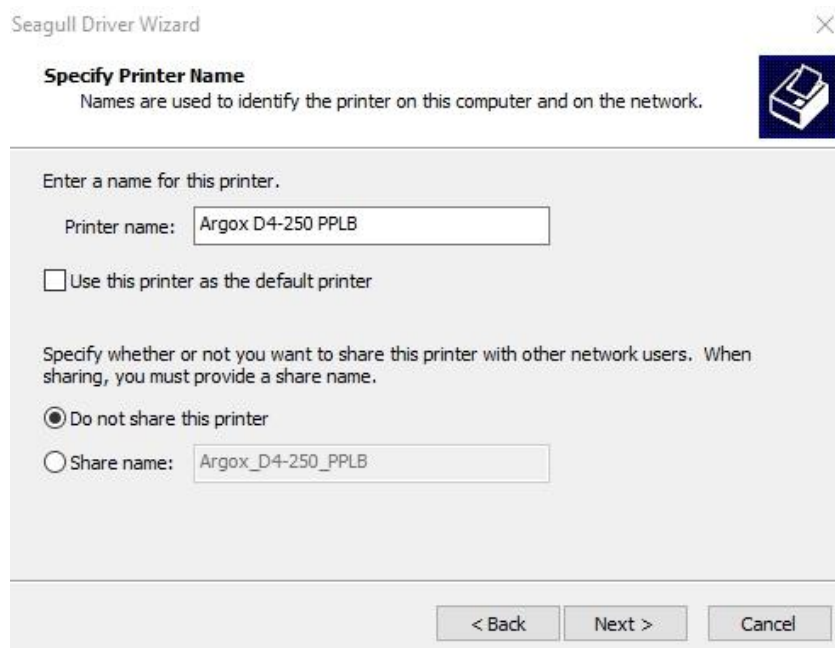 Seagull Driver Wizard
Specify Printer Name
Names are used to identify the printer on this computer and on the network.
Enter a name for this printer.
Printer name: Argox D4-250 PPLB
Use this printer as the default printer
Specify whether or not you want to share this printer with other network users. When
sharing, you must provide a share name.
Do not share this printer
Share name: Argox_D4-250_PPLB
< Back Next > Cancel